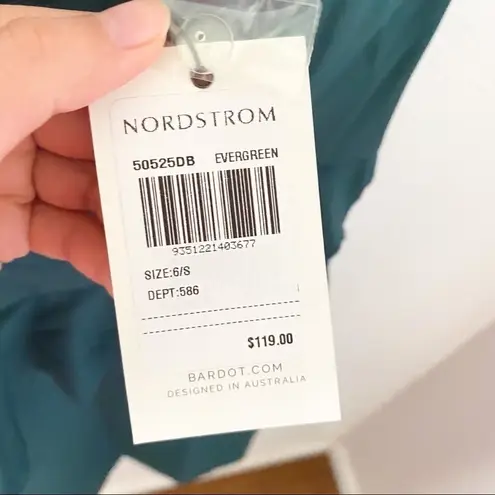 NORDSTROM
50525DB EVERGREEN
9351221403677
SIZE:6/S
DEPT:586
$119.00
BARDOT.COM
DESIGNED IN AUSTRALIA